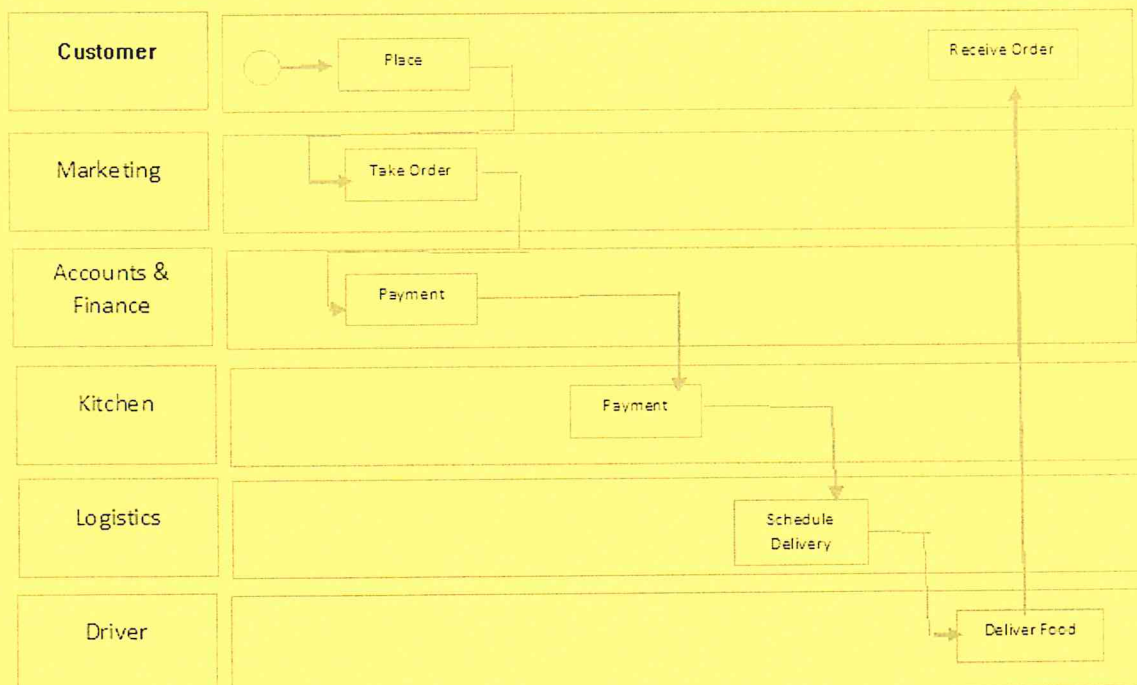 Customer
Place
Receive Order
Marketing
Take Order
Accounts &
Finance
Payment
Kitchen
Payment
Logistics
Schedule
Delivery
Driver
Deliver Food